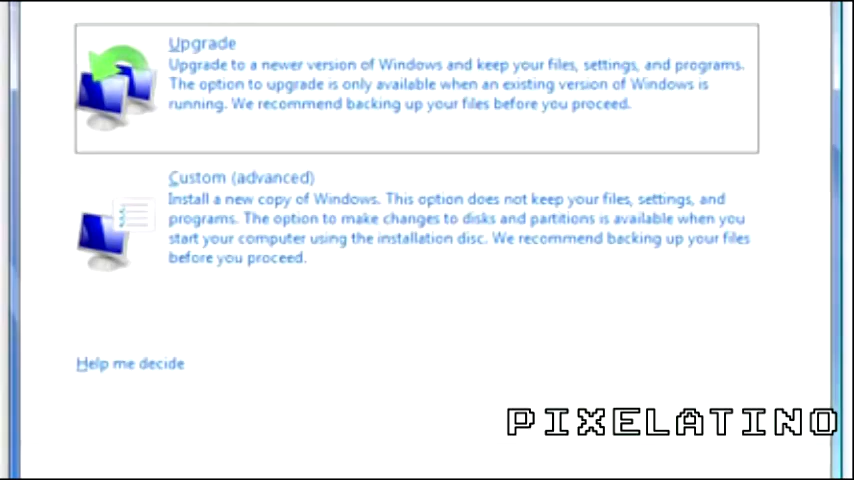 Upgrade
Upgrade to a newer version of Windows and keep your files, settings, and programs.
The option to upgrade is only available when an existing version of Windows is
running. We recommend backing up your files before you proceed.
Custom (advanced)
Install a new copy of Windows. This option does not keep your files, settings, and
programs. The option to make changes to disks and partitions is available when you
start your computer using the installation disc. We recommend backing up your files
before you proceed.
Help me decide
PIXELATINO